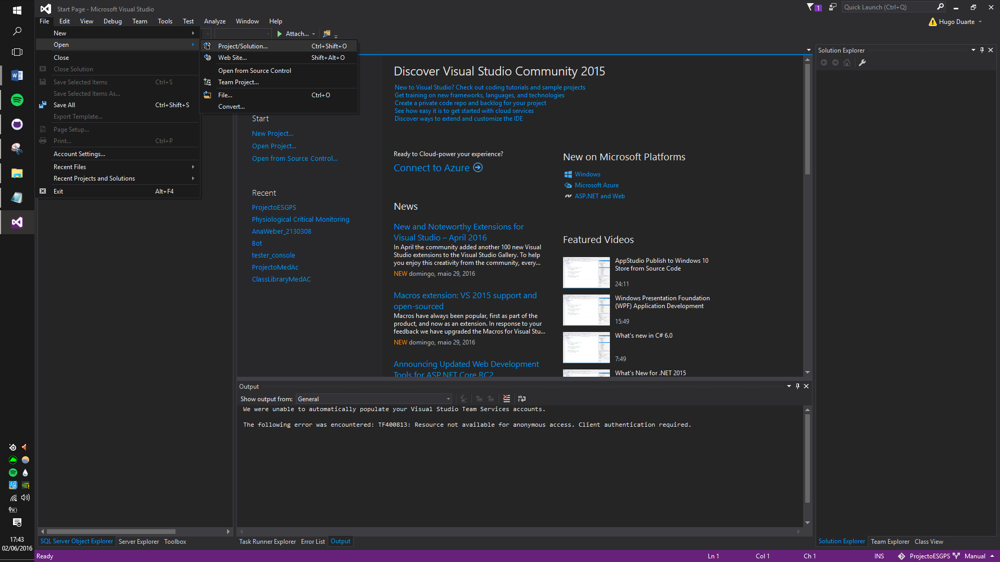 Start Page - Microsoft Visual Studio
1
Quick Launch (Ctrl+Q)
File Edit View Debug Team Tools Test Analyze Window Help
Hugo Duarte
Attach...
New
Open
Close
Close Solution
Save Selected Items Ctrl+S
Save Selected Items As...
Save All Ctrl+Shift+S
Export Template...
Page Setup...
Print... Ctrl+P
Account Settings...
Recent Files
Recent Projects and Solutions
Exit Alt+F4
Project/Solution... Ctrl+Shift+O
Web Site... Shift+Alt+O
Open from Source Control
Team Project...
File... Ctrl+O
Convert...
Start
New Project...
Open Project...
Open from Source Control...
Recent
ProjectoESGPS
Physiological Critical Monitoring
AnaWeber_2130308
Bot
tester_console
ProjectoMedAc
ClassLibraryMedAC
Discover Visual Studio Community 2015
New to Visual Studio? Check out coding tutorials and sample projects
Get training on new frameworks, languages, and technologies
Create a private code repo and backlog for your project
See how easy it is to get started with cloud services
Discover ways to extend and customize the IDE
Ready to Cloud-power your experience?
Connect to Azure
News
New and Noteworthy Extensions for
Visual Studio – April 2016
In April the community added another 100 new Visual
Studio extensions to the Visual Studio Gallery. To help
you enjoy this creativity from the community, every...
NEW domingo, maio 29, 2016
Macros extension: VS 2015 support and
open-sourced
Macros have always been popular, first as part of the
product, and now as an extension. In response to your
feedback we have upgraded the Macros for Visual Stu...
NEW domingo, maio 29, 2016
Announcing Updated Web Development
Tools for ASP.NET Core RC2
New on Microsoft Platforms
Windows
Microsoft Azure
ASP.NET and Web
Featured Videos
AppStudio Publish to Windows 10
Store from Source Code
24:11
Windows Presentation Foundation
(WPF) Application Development
15:49
What's new in C# 6.0
7:49
What's New for .NET 2015
Solution Explorer
Output
Show output from: General
We were unable to automatically populate your Visual Studio Team Services accounts.
The following error was encountered: TF400813: Resource not available for anonymous access. Client authentication required.
SQL Server Object Explorer Server Explorer Toolbox
Task Runner Explorer Error List Output
Solution Explorer Team Explorer Class View
17:43
02/06/2016
Ready
Ln 1 Col 1 Ch 1 INS ProjectoESGPS Manual